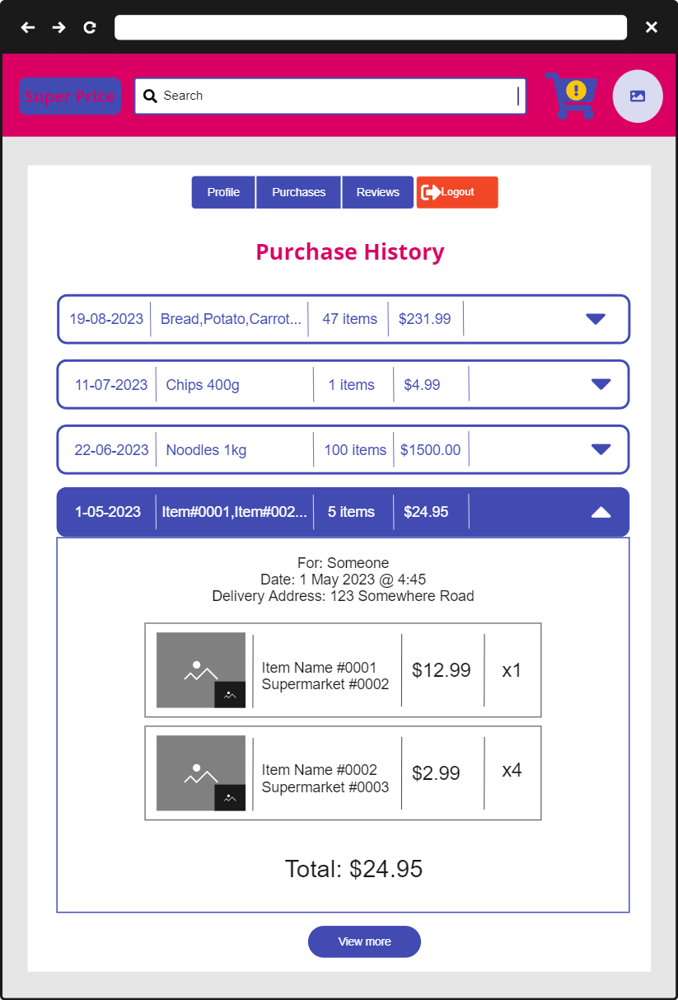 Super Price
Search
Profile
Purchases
Reviews
Logout
Purchase History
19-08-2023 Bread,Potato,Carrot... 47 items $231.99
11-07-2023 Chips 400g 1 items $4.99
22-06-2023 Noodles 1kg 100 items $1500.00
1-05-2023 Item#0001,Item#002... 5 items $24.95
For: Someone
Date: 1 May 2023 @ 4:45
Delivery Address: 123 Somewhere Road
Item Name #0001
Supermarket #0002
$12.99
x1
Item Name #0002
Supermarket #0003
$2.99
x4
Total: $24.95
View more